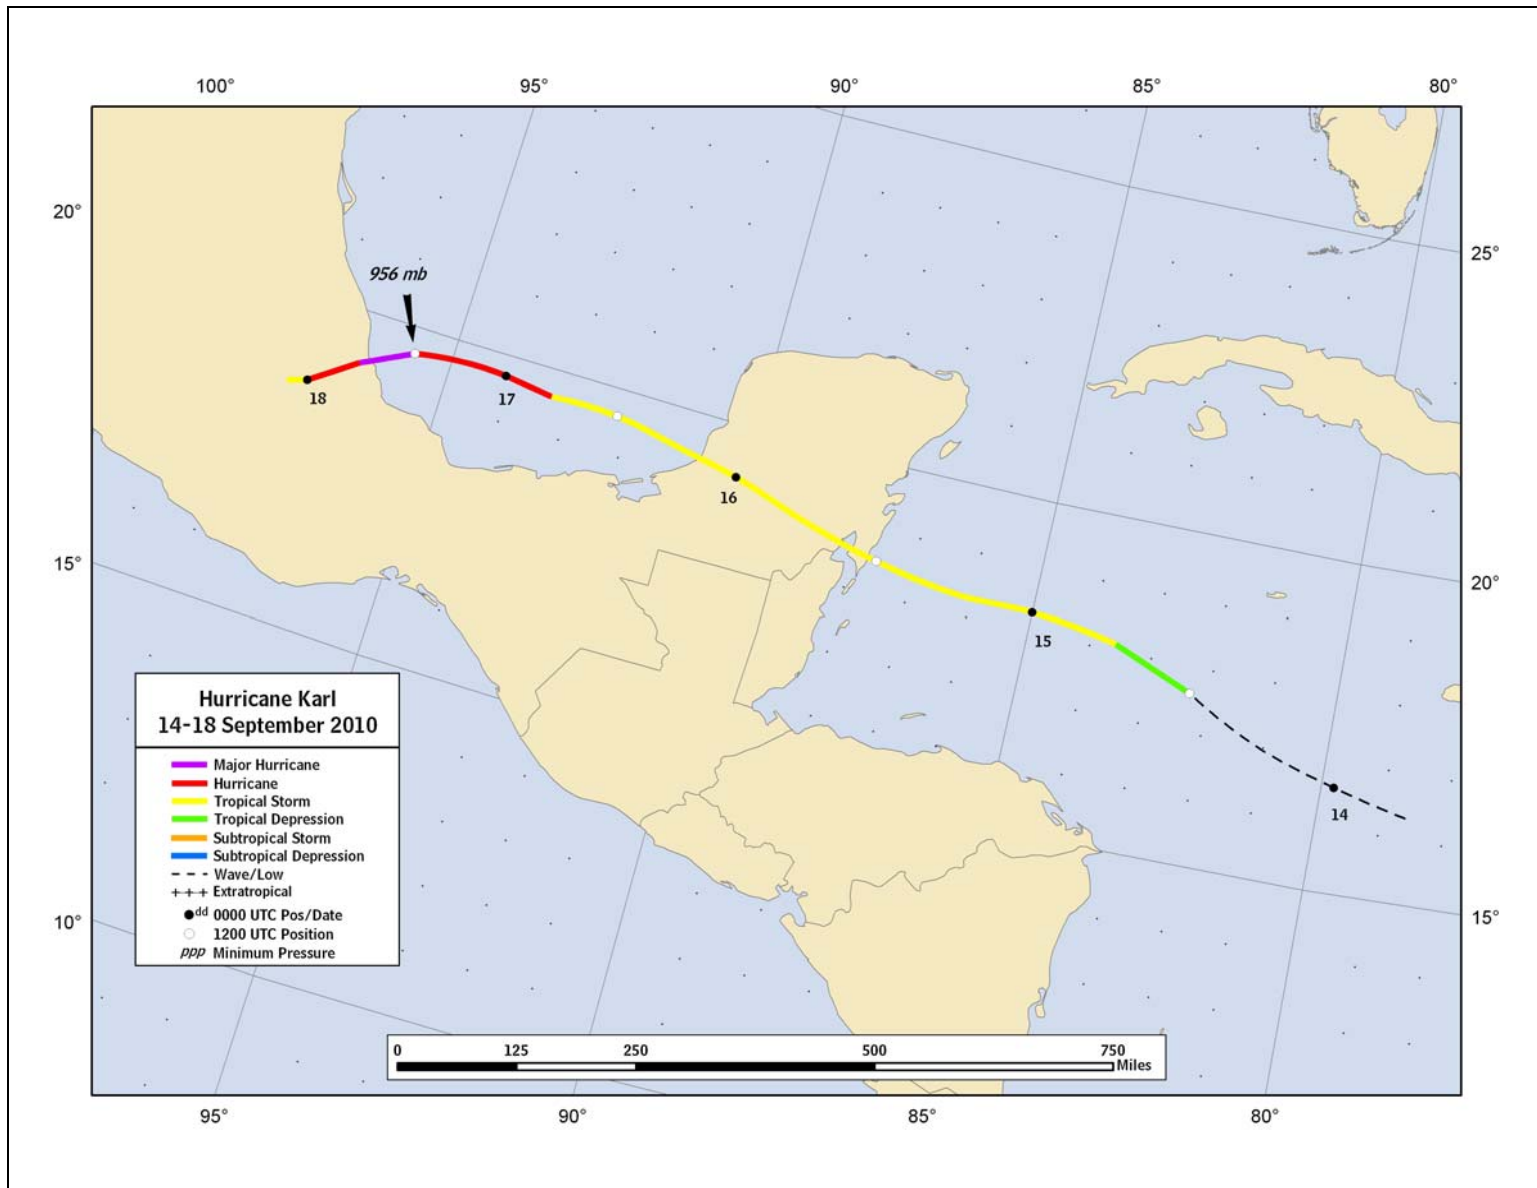 100° 95° 90° 85° 80°
20°
25°
956 mb
18
17
16
15°
20°
15
14
Hurricane Karl
14-18 September 2010
Major Hurricane
Hurricane
Tropical Storm
Tropical Depression
Subtropical Storm
Subtropical Depression
Wave/Low
Extratropical
dd 0000 UTC Pos/Date
1200 UTC Position
ppp Minimum Pressure
10°
15°
0 125 250 500 750
Miles
95° 90° 85° 80°